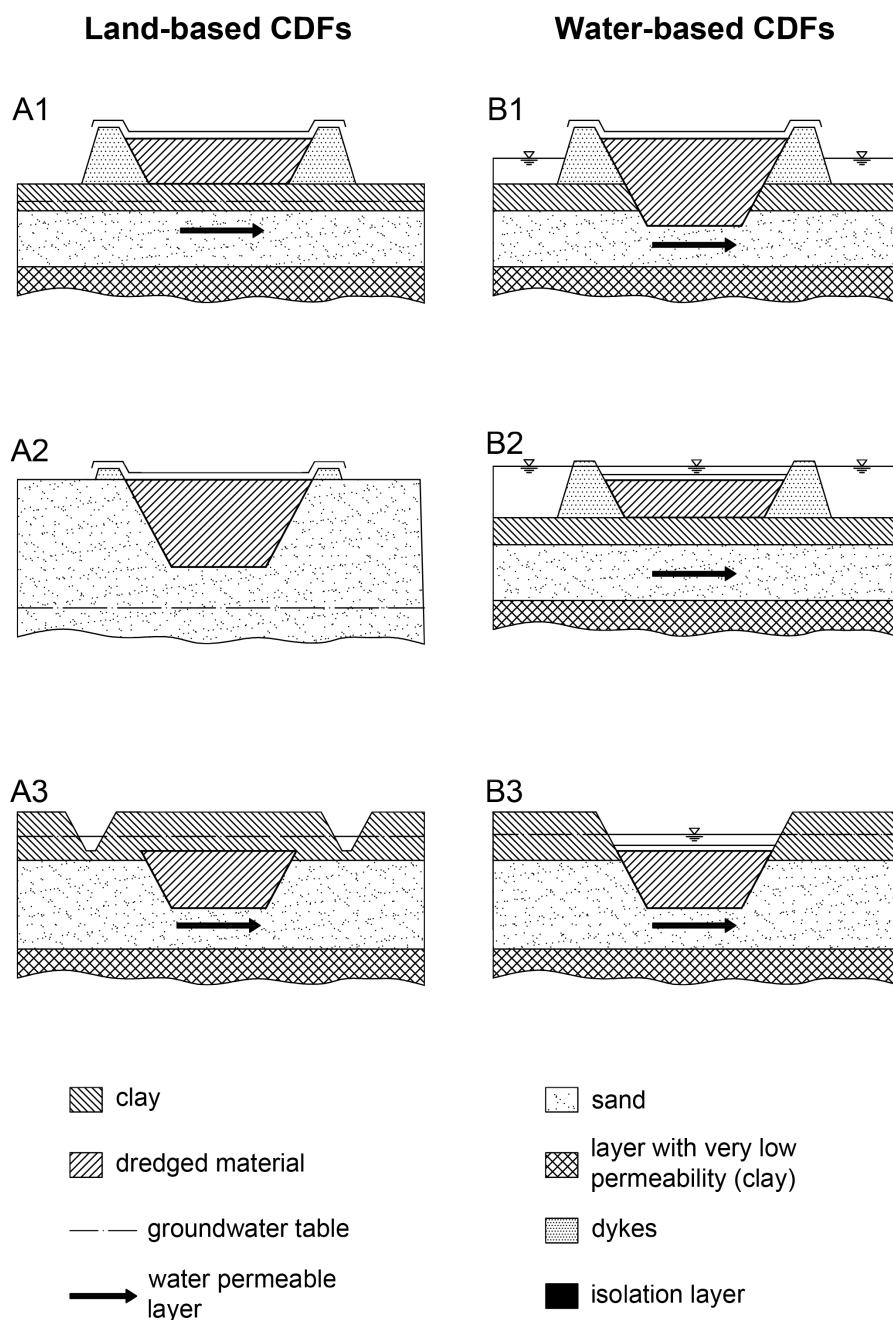 Land-based CDFs
Water-based CDFs
A1
B1
A2
B2
A3
B3
clay
dredged material
groundwater table
water permeable
layer
sand
layer with very low
permeability (clay)
dykes
isolation layer